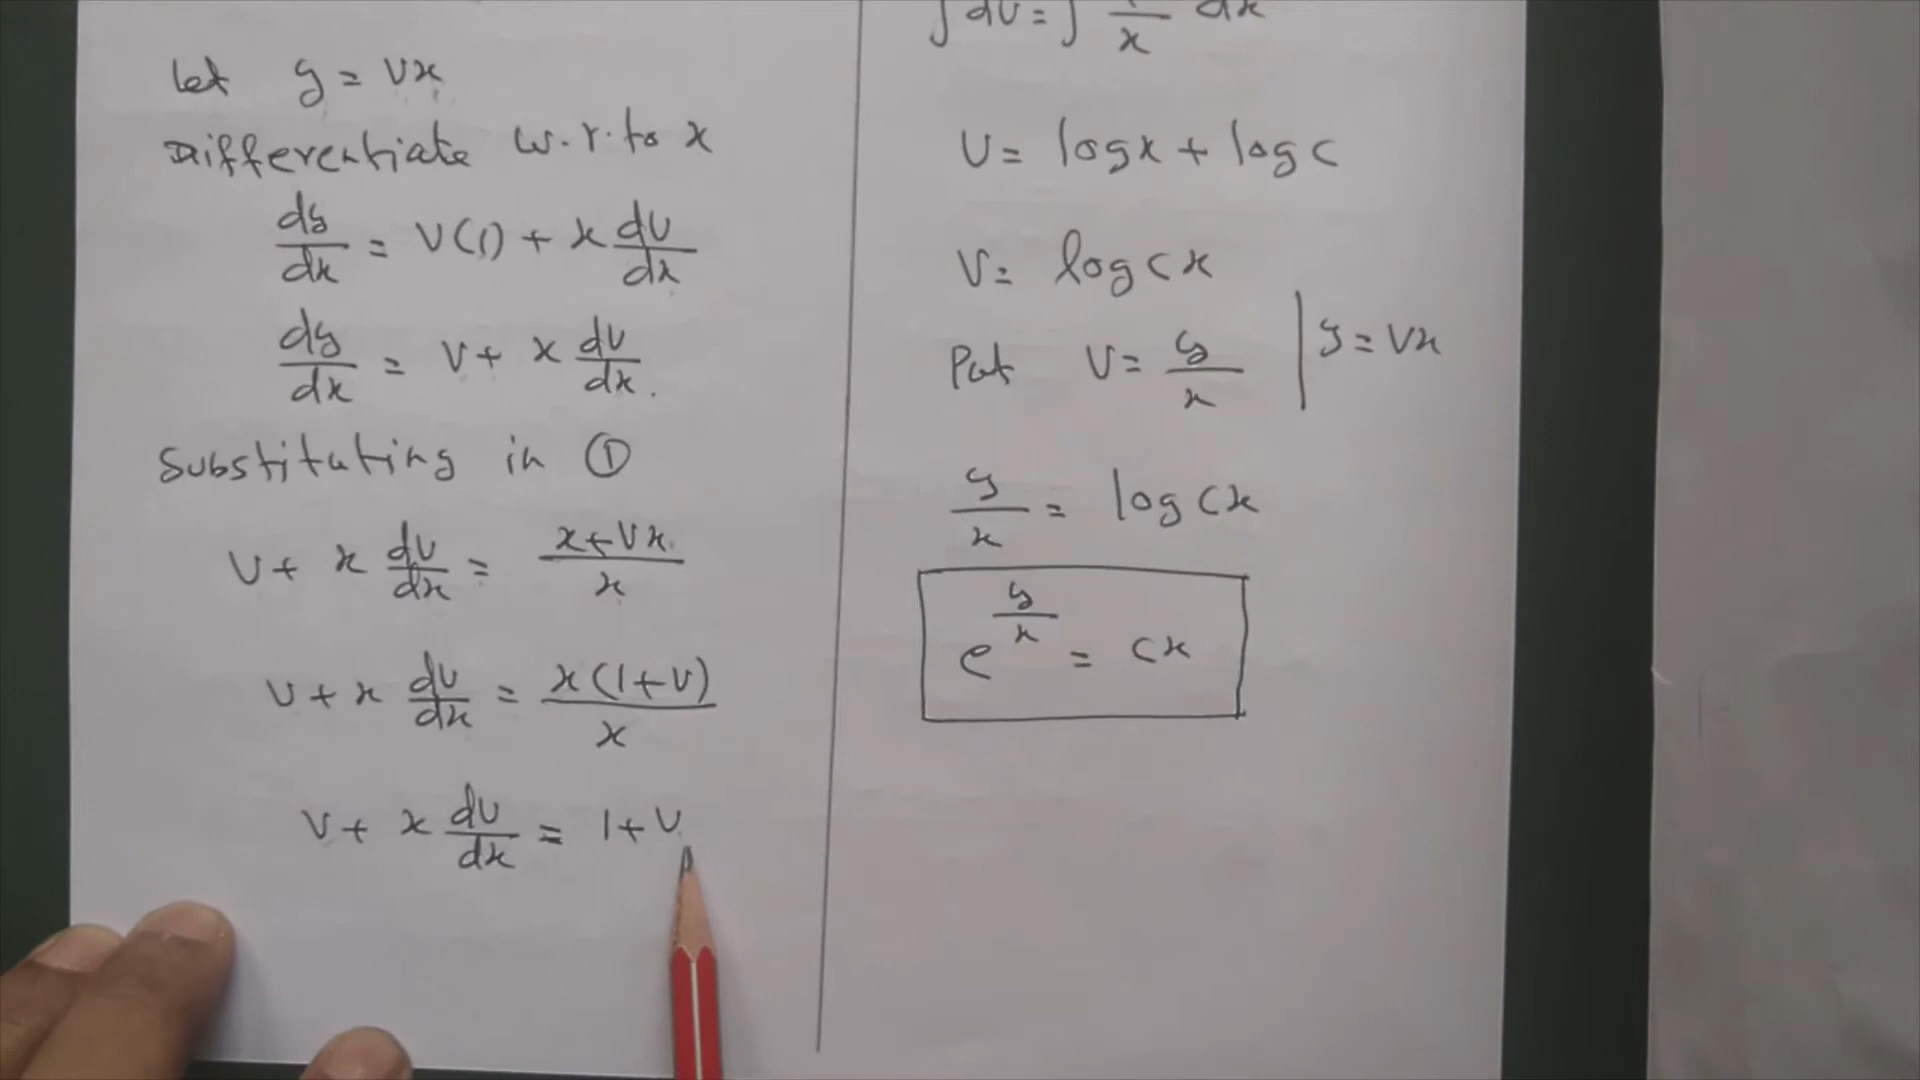 Let y = vx
Differentiate w.r.to x
dy/dx = v(1) + x dv/dx
dy/dx = v + x dv/dx.
Substituting in ①
v + x dv/dx = x+vx/x
v + x dv/dx = x(1+v)/x
v + x dv/dx = 1+v
∫dv = ∫ 1/x dx
v = log x + log c
v = log cx
Put v = y/x | y = vx
y/x = log cx
e^(y/x) = cx